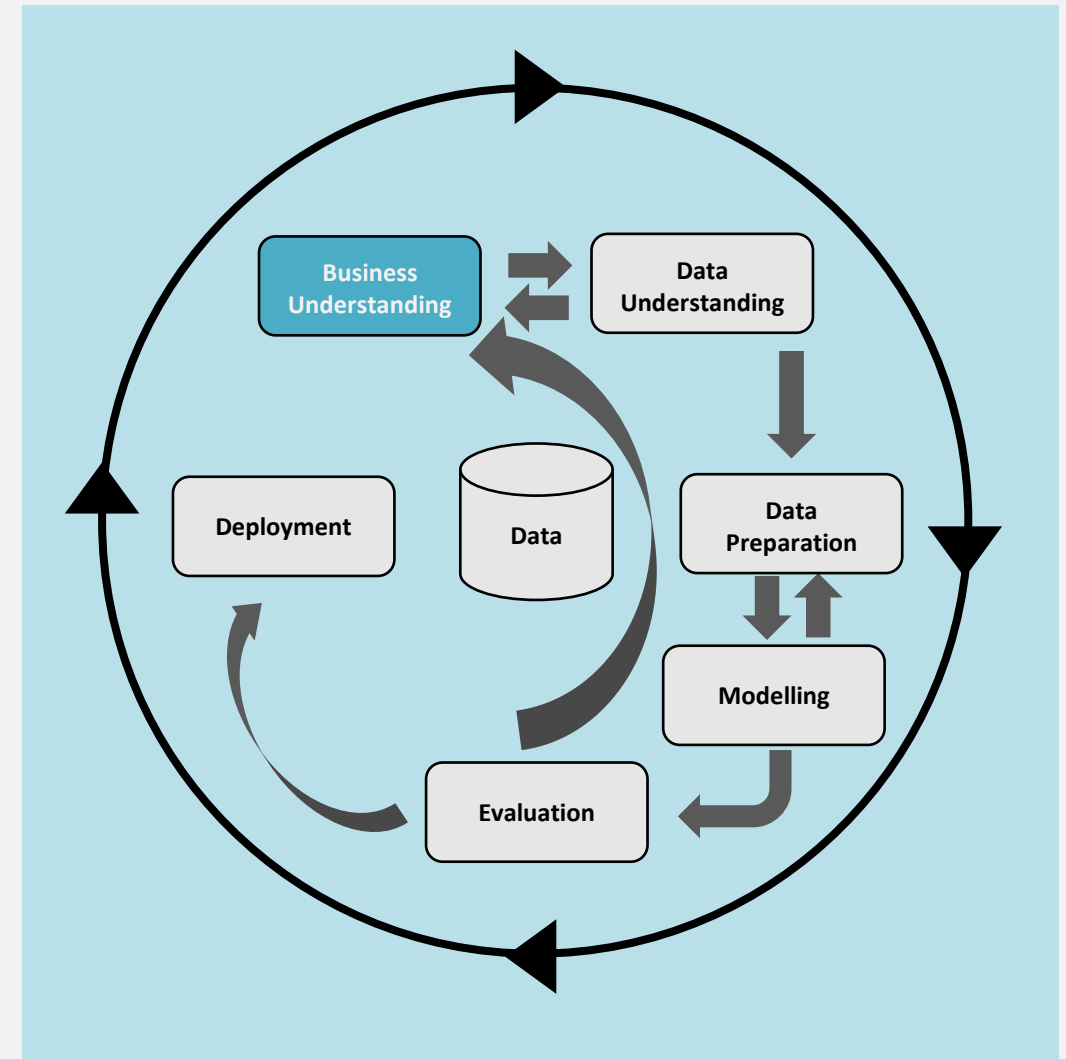 Business
Understanding
Data
Understanding
Deployment
Data
Data
Preparation
Modelling
Evaluation